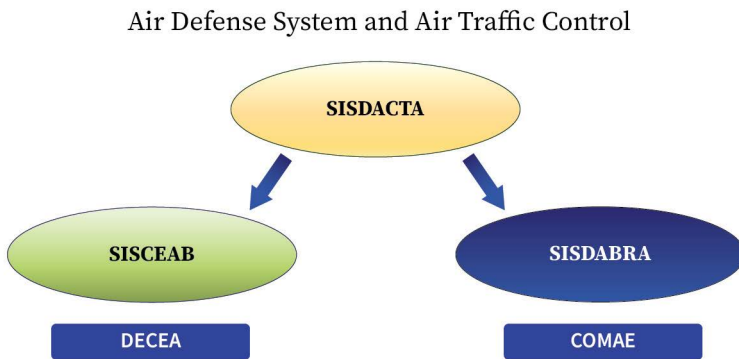 Air Defense System and Air Traffic Control
SISDACTA
SISCEAB
SISDABRA
DECEA
COMAE